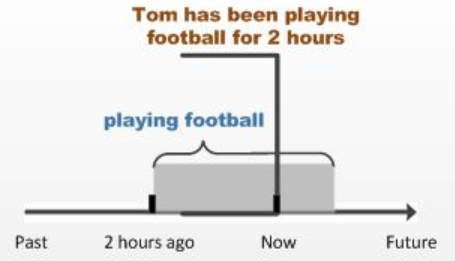 Tom has been playing
football for 2 hours
playing football
Past 2 hours ago Now Future